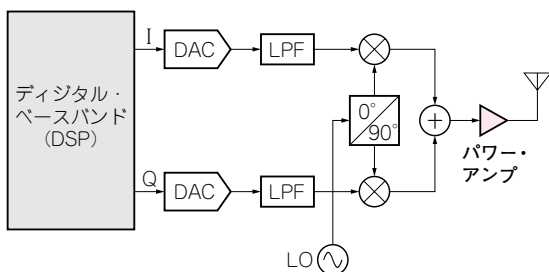 I
DAC
LPF
ディジタル・
ベースバンド
(DSP)
0°
90°
+
パワー・
アンプ
Q
DAC
LPF
LO